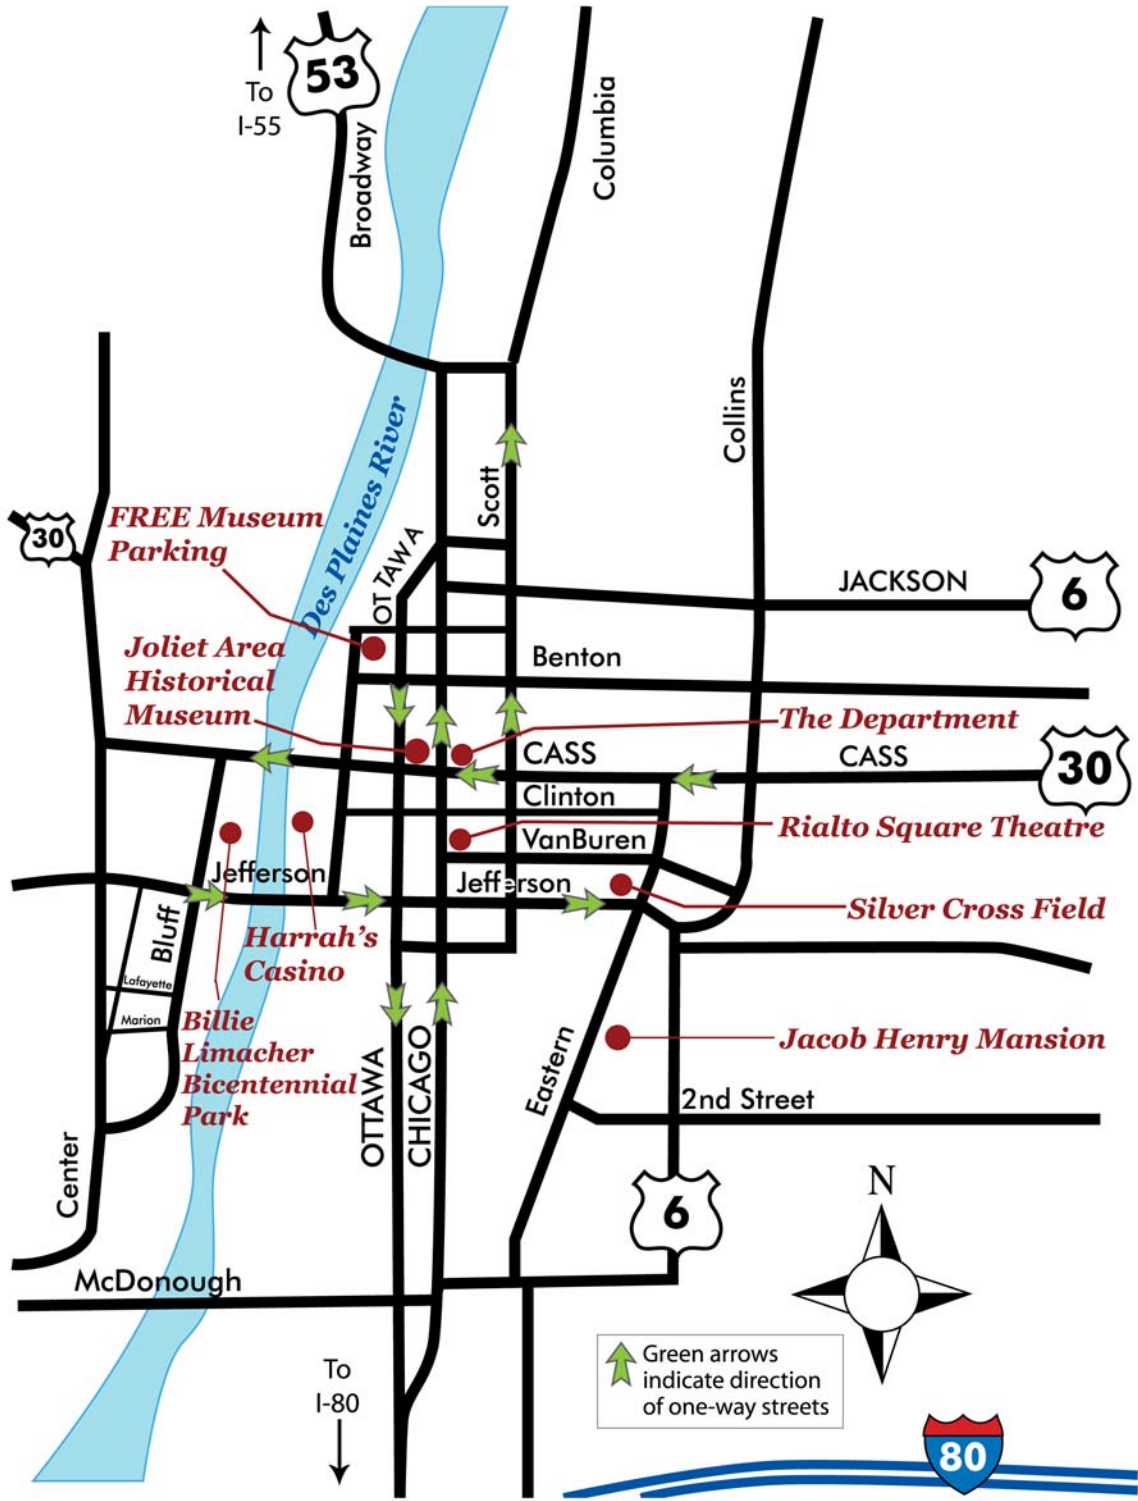 53
To
I-55
Broadway
Columbia
Collins
Des Plaines River
Scott
30
FREE Museum
Parking
OTTAWA
JACKSON
6
Joliet Area
Historical
Museum
Benton
The Department
CASS
CASS
30
Clinton
Rialto Square Theatre
VanBuren
Jefferson
Jefferson
Silver Cross Field
Bluff
Harrah's
Casino
Lafayette
Marion
Billie
Limacher
Bicentennial
Park
OTTAWA
CHICAGO
Eastern
Jacob Henry Mansion
2nd Street
Center
6
N
McDonough
To
I-80
Green arrows
indicate direction
of one-way streets
80